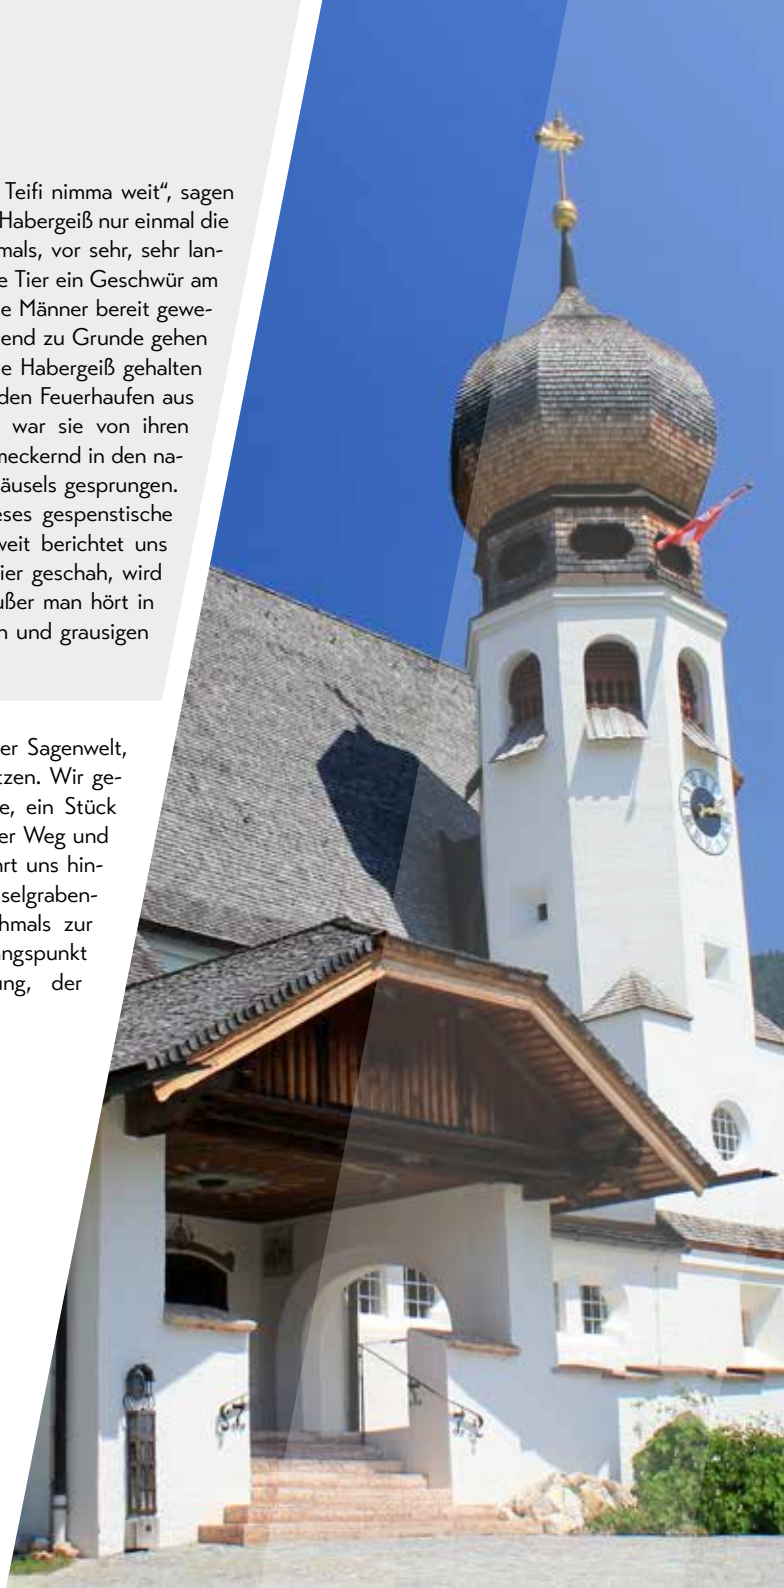 Teifi nimma weit“, sagen
Habergeiß nur einmal die
mals, vor sehr, sehr lan-
e Tier ein Geschwür am
e Männer bereit gewe-
end zu Grunde gehen
e Habergeiß gehalten
den Feuerhaufen aus
war sie von ihren
meckernd in den na-
äusels gesprungen.
eses gespenstische
weit berichtet uns
ier geschah, wird
ußer man hört in
n und grausigen
er Sagenwelt,
tzen. Wir ge-
e, ein Stück
er Weg und
hrt uns hin-
selgraben-
hmals zur
angspunkt
ung, der